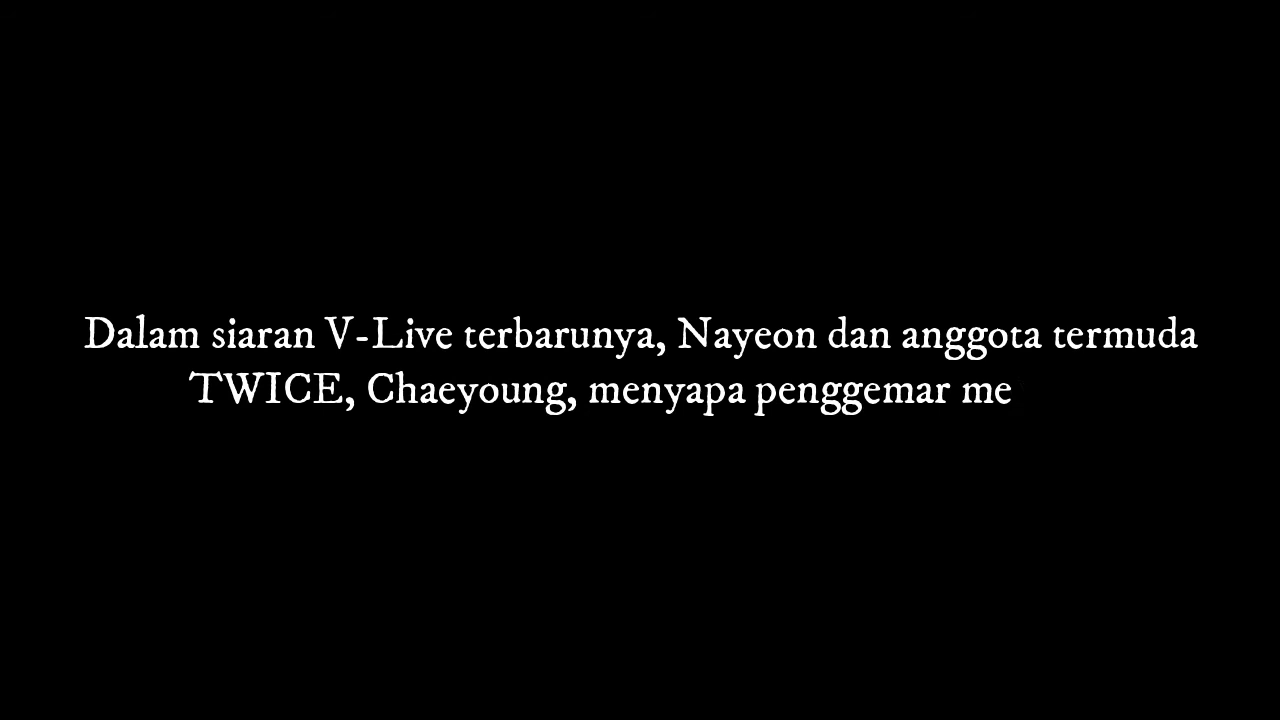 Dalam siaran V-Live terbarunya, Nayeon dan anggota termuda
TWICE, Chaeyoung, menyapa penggemar me